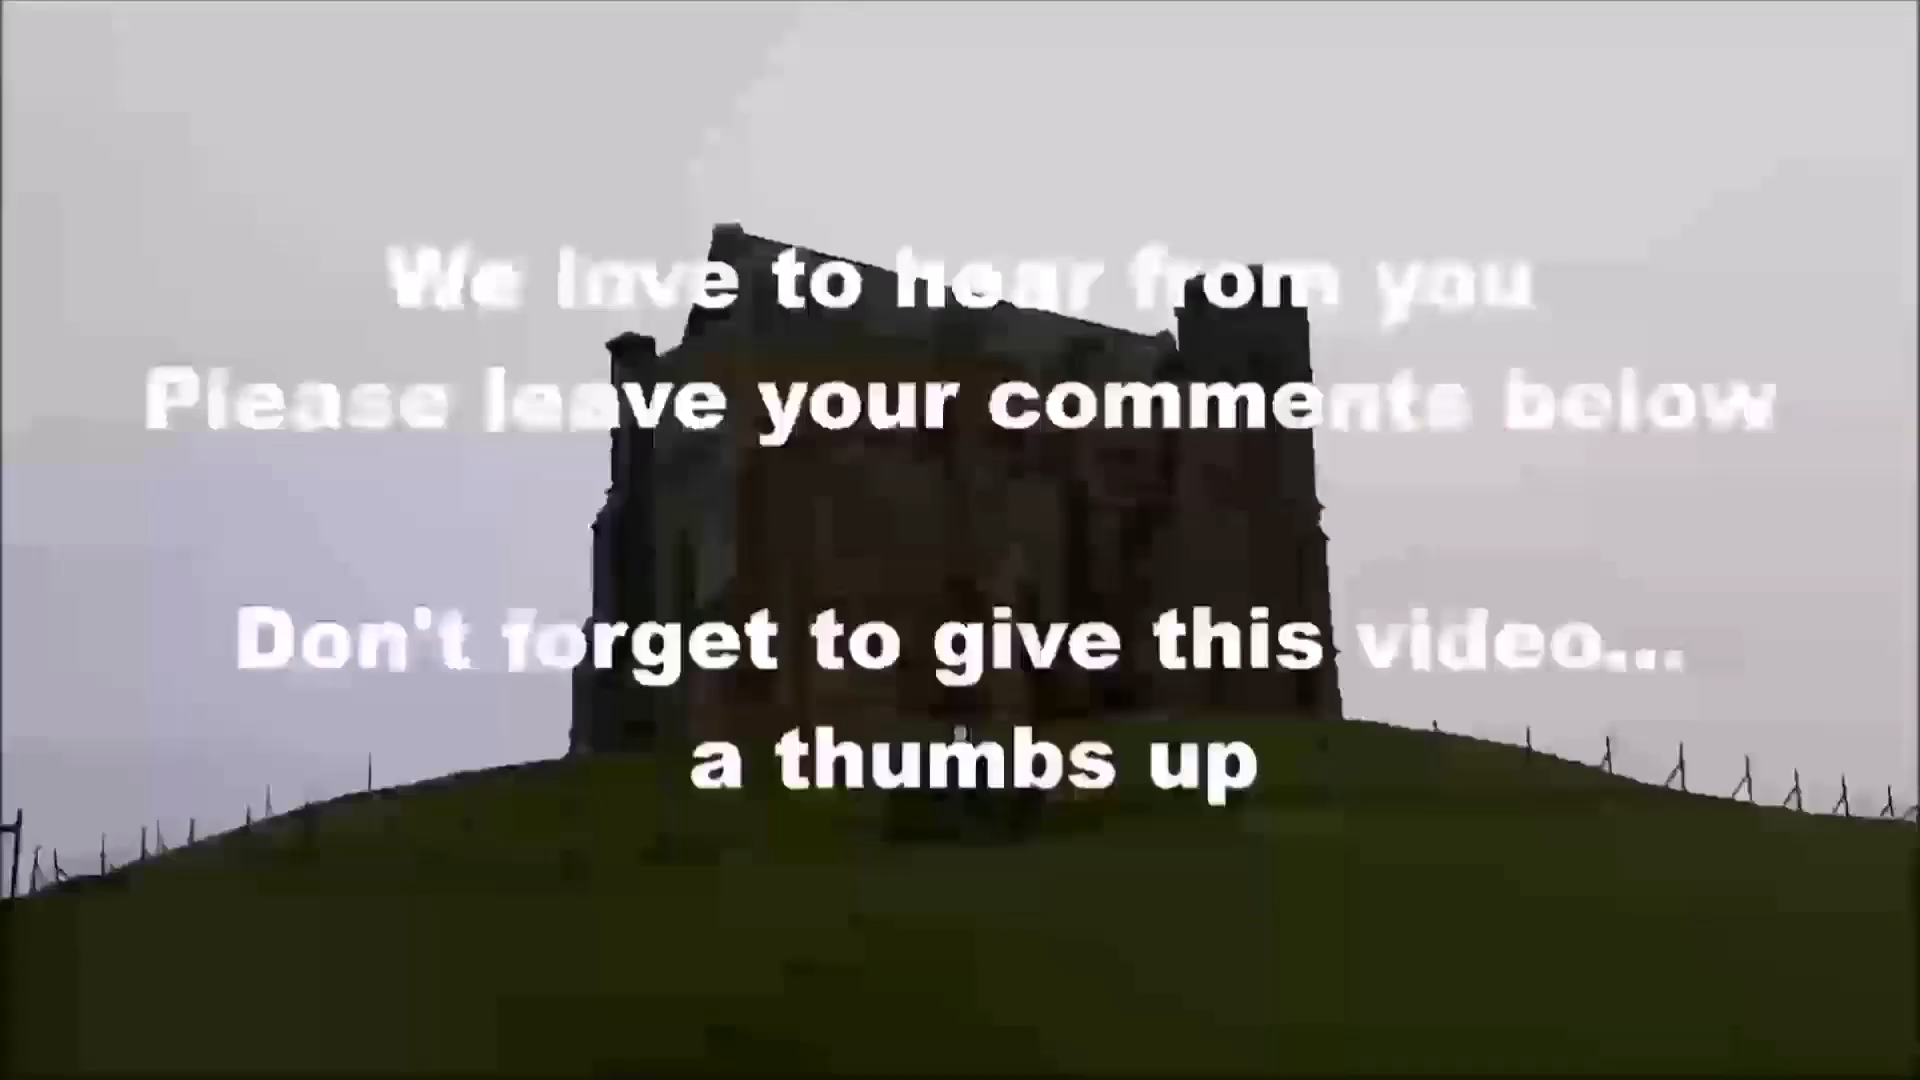 We love to hear from you
Please leave your comments below
Don't forget to give this video...
a thumbs up